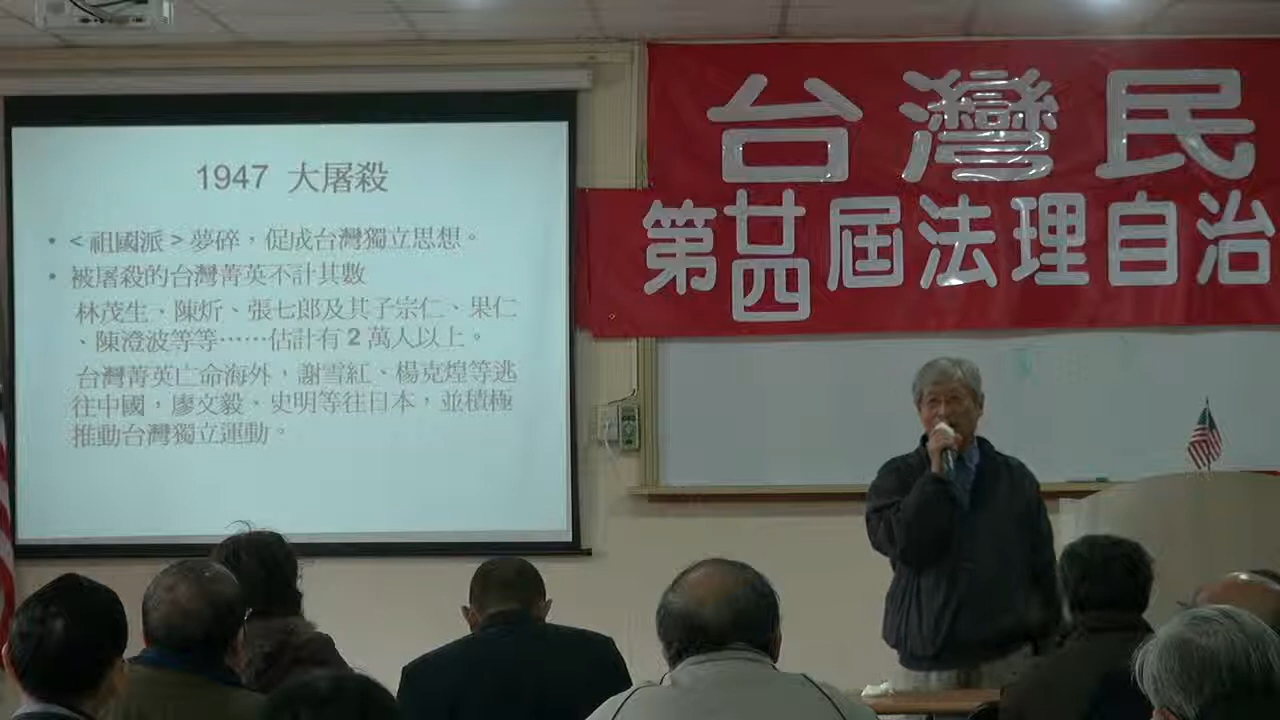 1947 大屠殺
• <祖國派> 夢碎，促成台灣獨立思想。
• 被屠殺的台灣菁英不計其數
林茂生，陳炘、張七郎及其子宗仁、果仁
、陳澄波等等……估計有 2 萬人以上。
台灣菁英亡命海外，謝雪紅、楊克煌等逃
往中國，廖文毅、史明等往日本，並積極
推動台灣獨立運動。
台灣民
第廿四屆法理自治